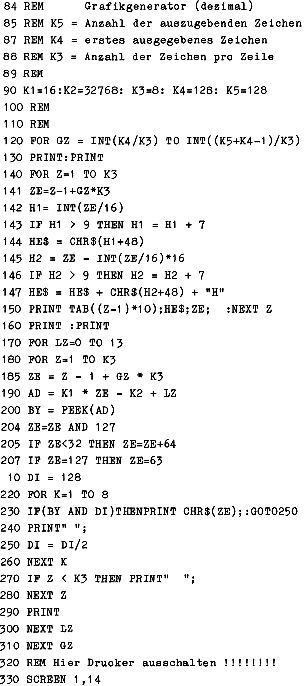 84 REM Grafikgenerator (dezimal)
85 REM K5 = Anzahl der auszugebenden Zeichen
87 REM K4 = erstes ausgegebenes Zeichen
88 REM K3 = Anzahl der Zeichen pro Zeile
89 REM
90 K1=16:K2=32768: K3=8: K4=128: K5=128
100 REM
110 REM
120 FOR GZ = INT(K4/K3) TO INT((K5+K4-1)/K3)
130 PRINT:PRINT
140 FOR Z=1 TO K3
141 ZE=Z-1+GZ*K3
142 H1= INT(ZE/16)
143 IF H1 > 9 THEN H1 = H1 + 7
144 HE$ = CHR$(H1+48)
145 H2 = ZE - INT(ZE/16)*16
146 IF H2 > 9 THEN H2 = H2 + 7
147 HE$ = HE$ + CHR$(H2+48) + "H"
150 PRINT TAB((Z-1)*10);HE$;ZE; :NEXT Z
160 PRINT :PRINT
170 FOR LZ=0 TO 13
180 FOR Z=1 TO K3
185 ZE = Z - 1 + GZ * K3
190 AD = K1 * ZE - K2 + LZ
200 BY = PEEK(AD)
204 ZE=ZE AND 127
205 IF ZE<32 THEN ZE=ZE+64
207 IF ZE=127 THEN ZE=63
10 DI = 128
220 FOR K=1 TO 8
230 IF(BY AND DI)THENPRINT CHR$(ZE);:GOTO250
240 PRINT" ";
250 DI = DI/2
260 NEXT K
270 IF Z < K3 THEN PRINT"  ";
280 NEXT Z
290 PRINT
300 NEXT LZ
310 NEXT GZ
320 REM Hier Drucker ausschalten !!!!!!!!
330 SCREEN 1,14